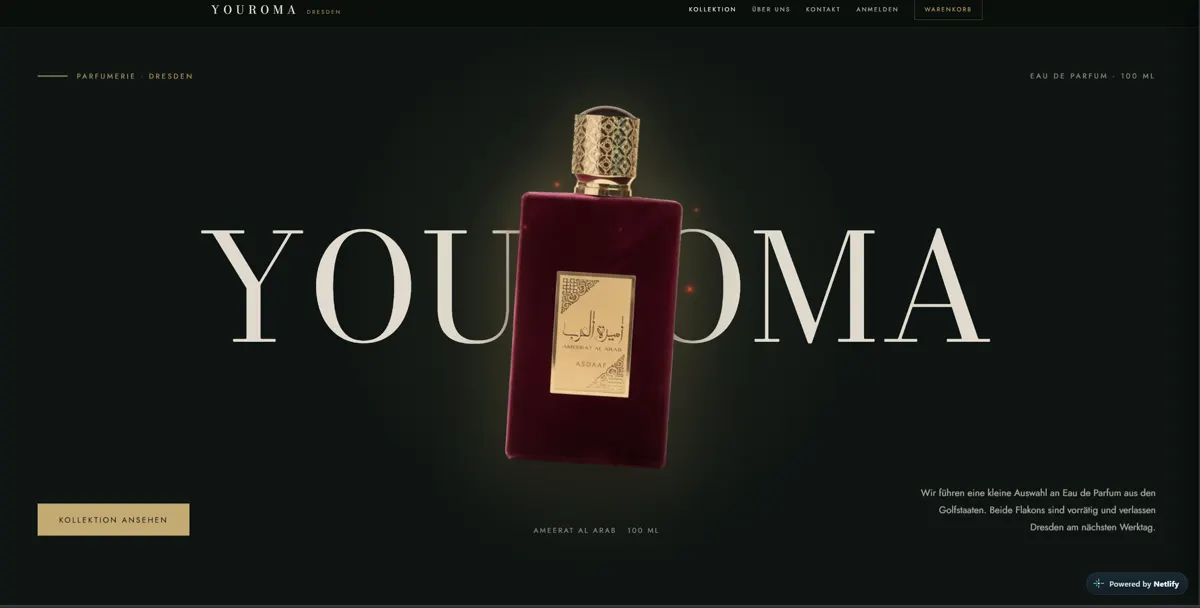 YOUROMA DRESDEN
KOLLEKTION ÜBER UNS KONTAKT ANMELDEN WARENKORB
PARFUMERIE · DRESDEN
EAU DE PARFUM · 100 ML
YOU OMA
أميرة العرب
AMEERAT AL ARAB
ASDAAF
KOLLEKTION ANSEHEN
AMEERAT AL ARAB 100 ML
Wir führen eine kleine Auswahl an Eau de Parfum aus den
Golfstaaten. Beide Flakons sind vorrätig und verlassen
Dresden am nächsten Werktag.
Powered by Netlify